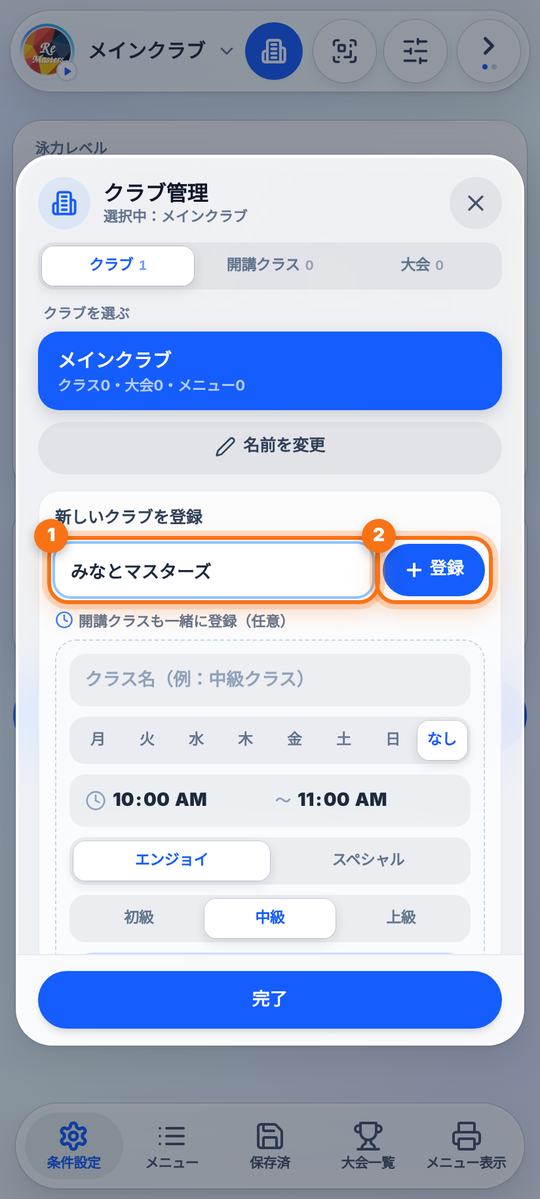 Re
Masters
メインクラブ
泳力レベル
クラブ管理
選択中：メインクラブ
クラブ 1
開講クラス 0
大会 0
クラブを選ぶ
メインクラブ
クラス0・大会0・メニュー0
名前を変更
新しいクラブを登録
1
2
みなとマスターズ
＋ 登録
開講クラスも一緒に登録（任意）
クラス名（例：中級クラス）
月 火 水 木 金 土 日 なし
10:00 AM 〜 11:00 AM
エンジョイ スペシャル
初級 中級 上級
完了
条件設定 メニュー 保存済 大会一覧 メニュー表示